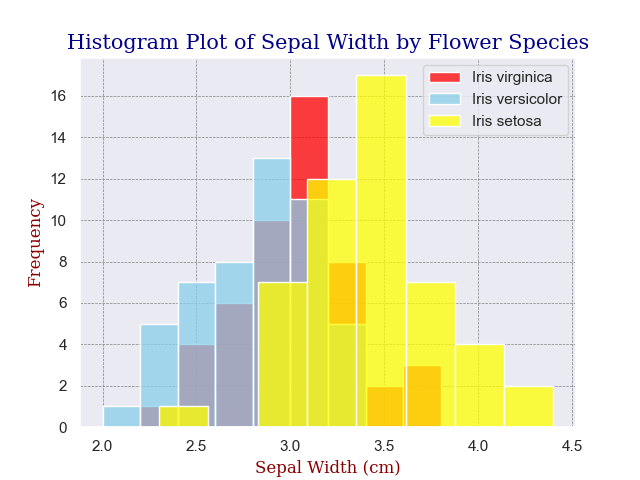 Histogram Plot of Sepal Width by Flower Species
Iris virginica
Iris versicolor
Iris setosa
Frequency
16
14
12
10
8
6
4
2
0
2.0 2.5 3.0 3.5 4.0 4.5
Sepal Width (cm)